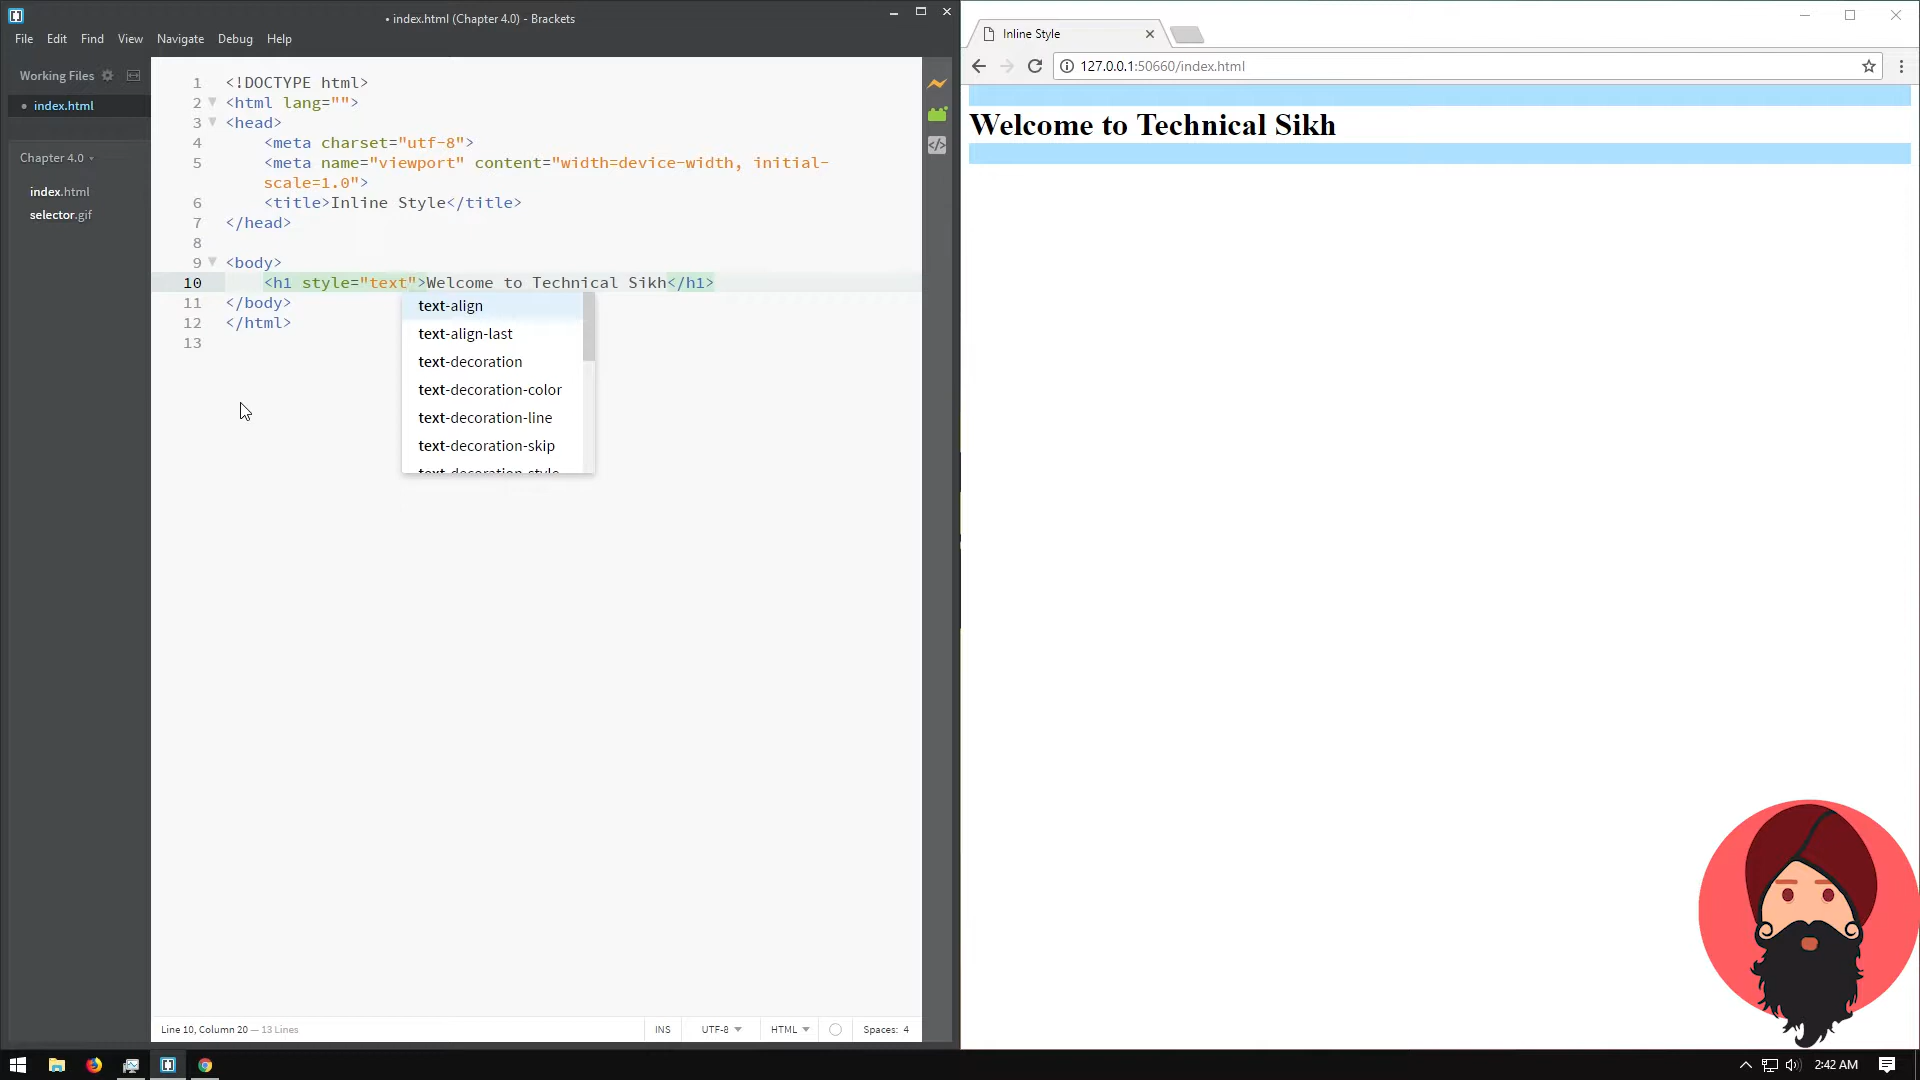 • index.html (Chapter 4.0) - Brackets
File Edit Find View Navigate Debug Help
Working Files
• index.html
Chapter 4.0
index.html
selector.gif
1 <!DOCTYPE html>
2 <html lang="">
3 <head>
4 <meta charset="utf-8">
5 <meta name="viewport" content="width=device-width, initial-
scale=1.0">
6 <title>Inline Style</title>
7 </head>
8
9 <body>
10 <h1 style="text">Welcome to Technical Sikh</h1>
11 </body>
12 </html>
13
text-align
text-align-last
text-decoration
text-decoration-color
text-decoration-line
text-decoration-skip
text-decoration-style
Line 10, Column 20 — 13 Lines
INS UTF-8 HTML Spaces: 4
Inline Style
127.0.0.1:50660/index.html
Welcome to Technical Sikh
2:42 AM